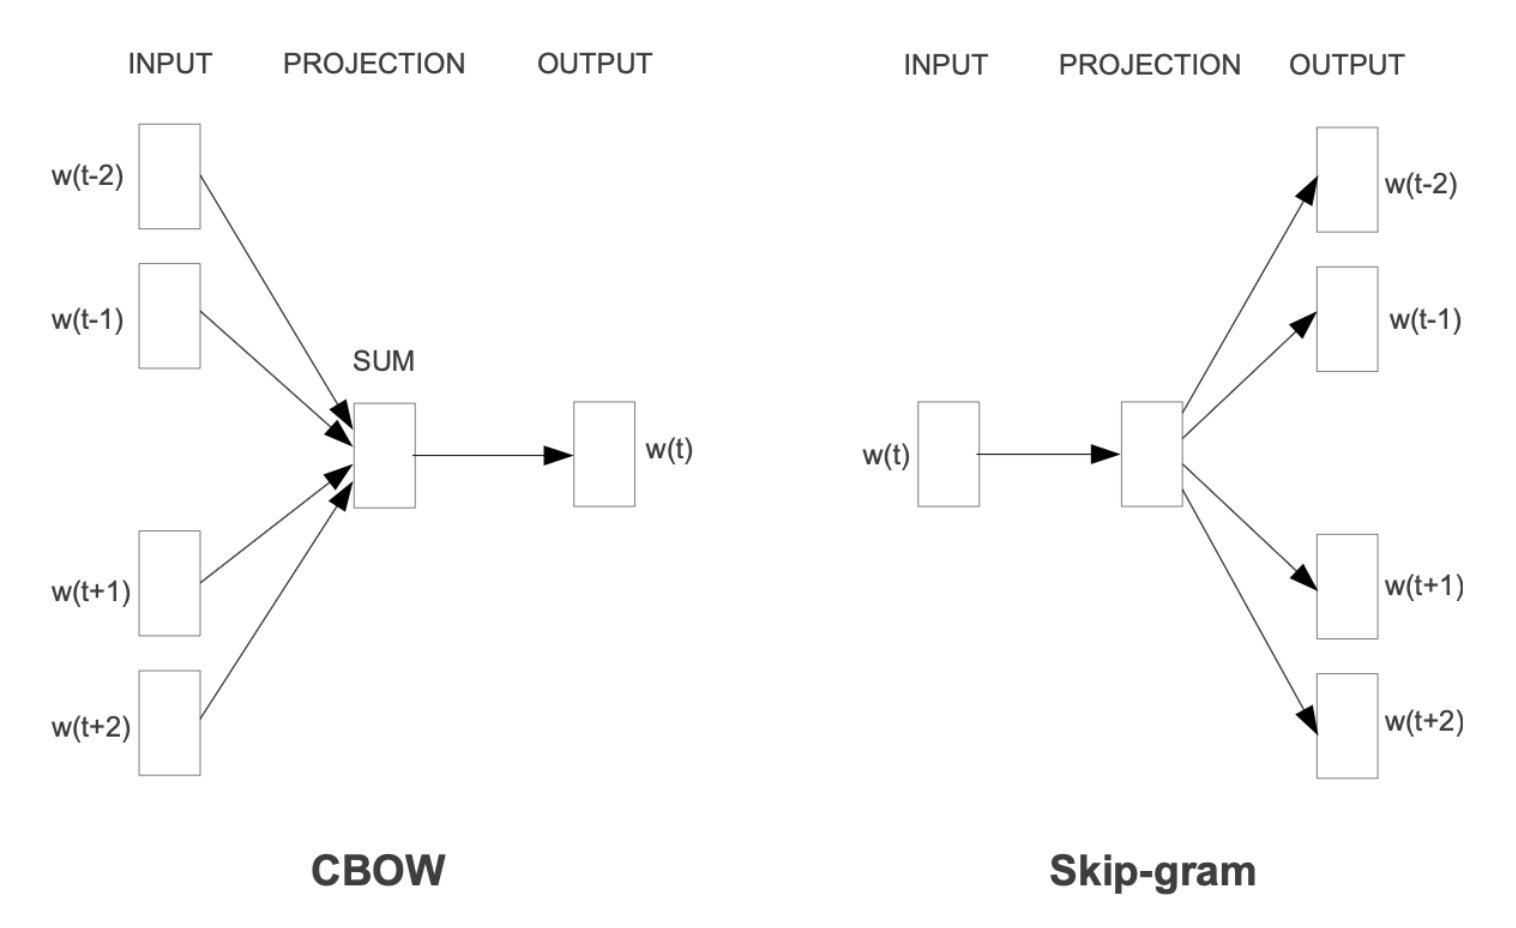 INPUT PROJECTION OUTPUT
w(t-2)
w(t-1)
SUM
w(t)
w(t+1)
w(t+2)
CBOW
INPUT PROJECTION OUTPUT
w(t-2)
w(t-1)
w(t)
w(t+1)
w(t+2)
Skip-gram